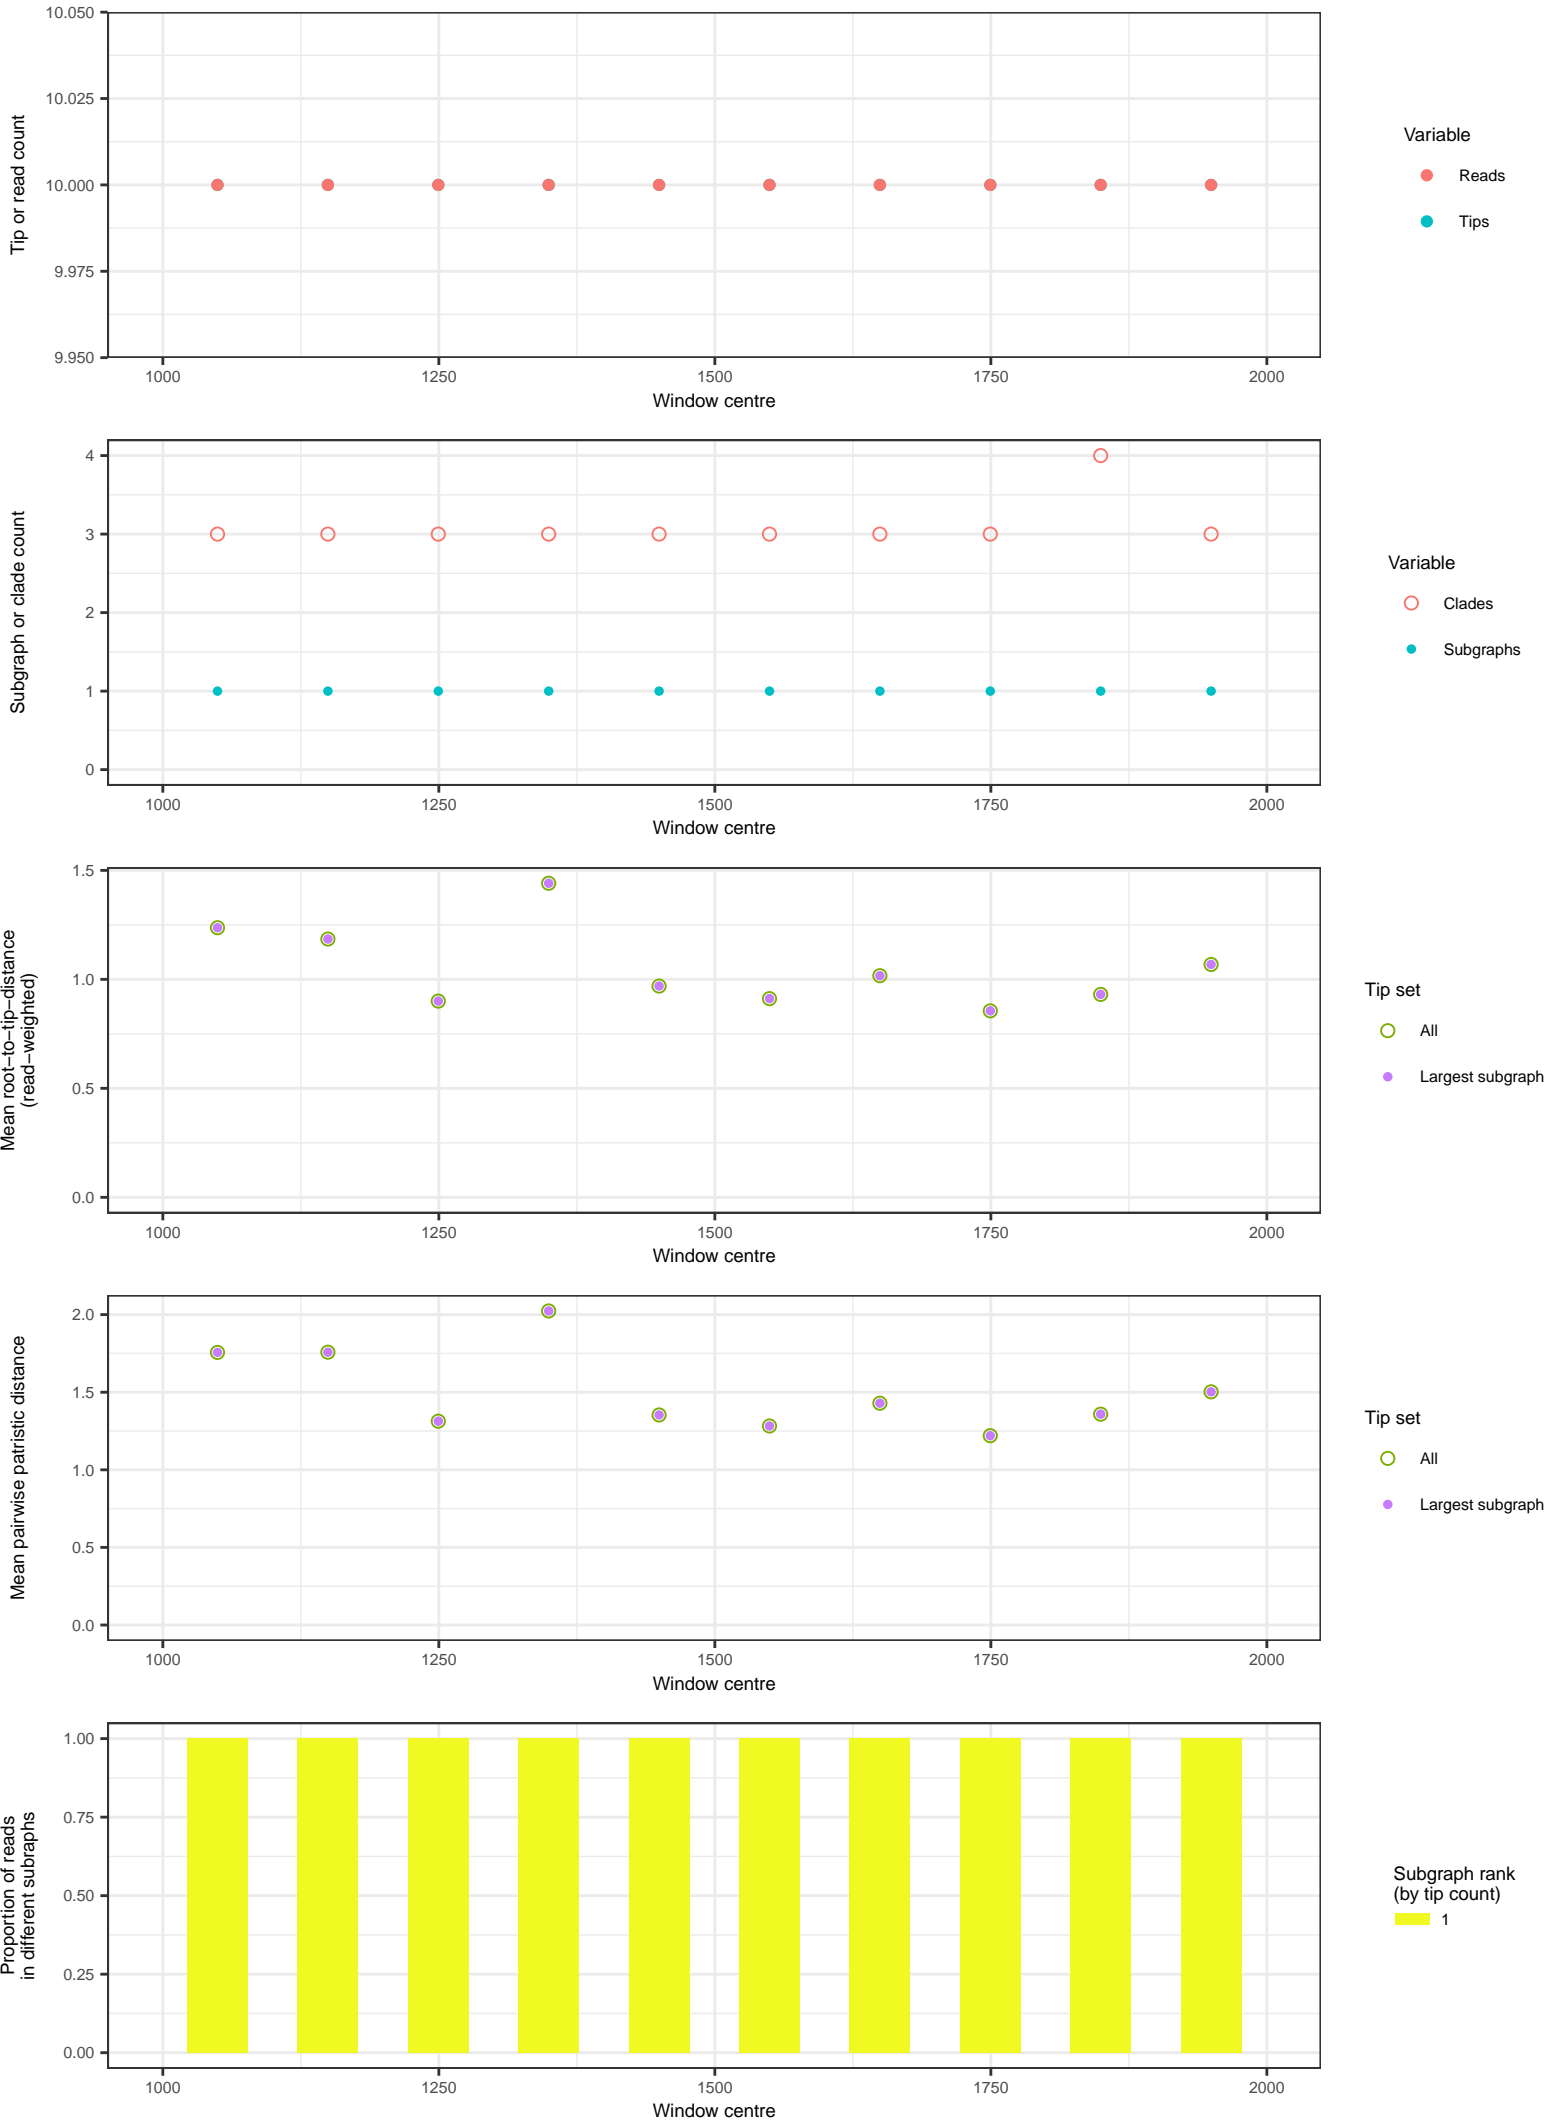 10.050
10.025
10.000
9.975
9.950
Tip or read count
1000 1250 1500 1750 2000
Window centre
Variable
Reads
Tips
4
3
2
1
0
Subgraph or clade count
1000 1250 1500 1750 2000
Window centre
Variable
Clades
Subgraphs
1.5
1.0
0.5
0.0
Mean root−to−tip−distance
(read−weighted)
1000 1250 1500 1750 2000
Window centre
Tip set
All
Largest subgraph
2.0
1.5
1.0
0.5
0.0
Mean pairwise patristic distance
1000 1250 1500 1750 2000
Window centre
Tip set
All
Largest subgraph
1.00
0.75
0.50
0.25
0.00
Proportion of reads
in different subraphs
1000 1250 1500 1750 2000
Window centre
Subgraph rank
(by tip count)
1